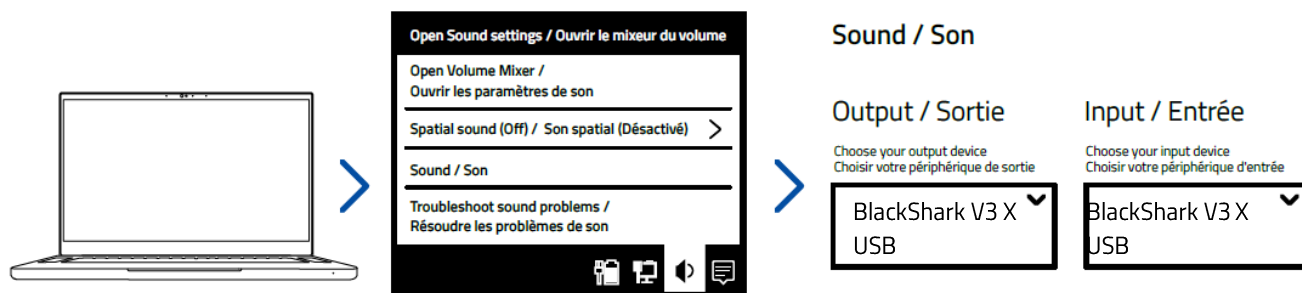 Open Sound settings / Ouvrir le mixeur du volume
Open Volume Mixer /
Ouvrir les paramètres de son
Spatial sound (Off) / Son spatial (Désactivé)
Sound / Son
Troubleshoot sound problems /
Résoudre les problèmes de son
Sound / Son
Output / Sortie
Choose your output device
Choisir votre périphérique de sortie
BlackShark V3 X
USB
Input / Entrée
Choose your input device
Choisir votre périphérique d'entrée
BlackShark V3 X
USB